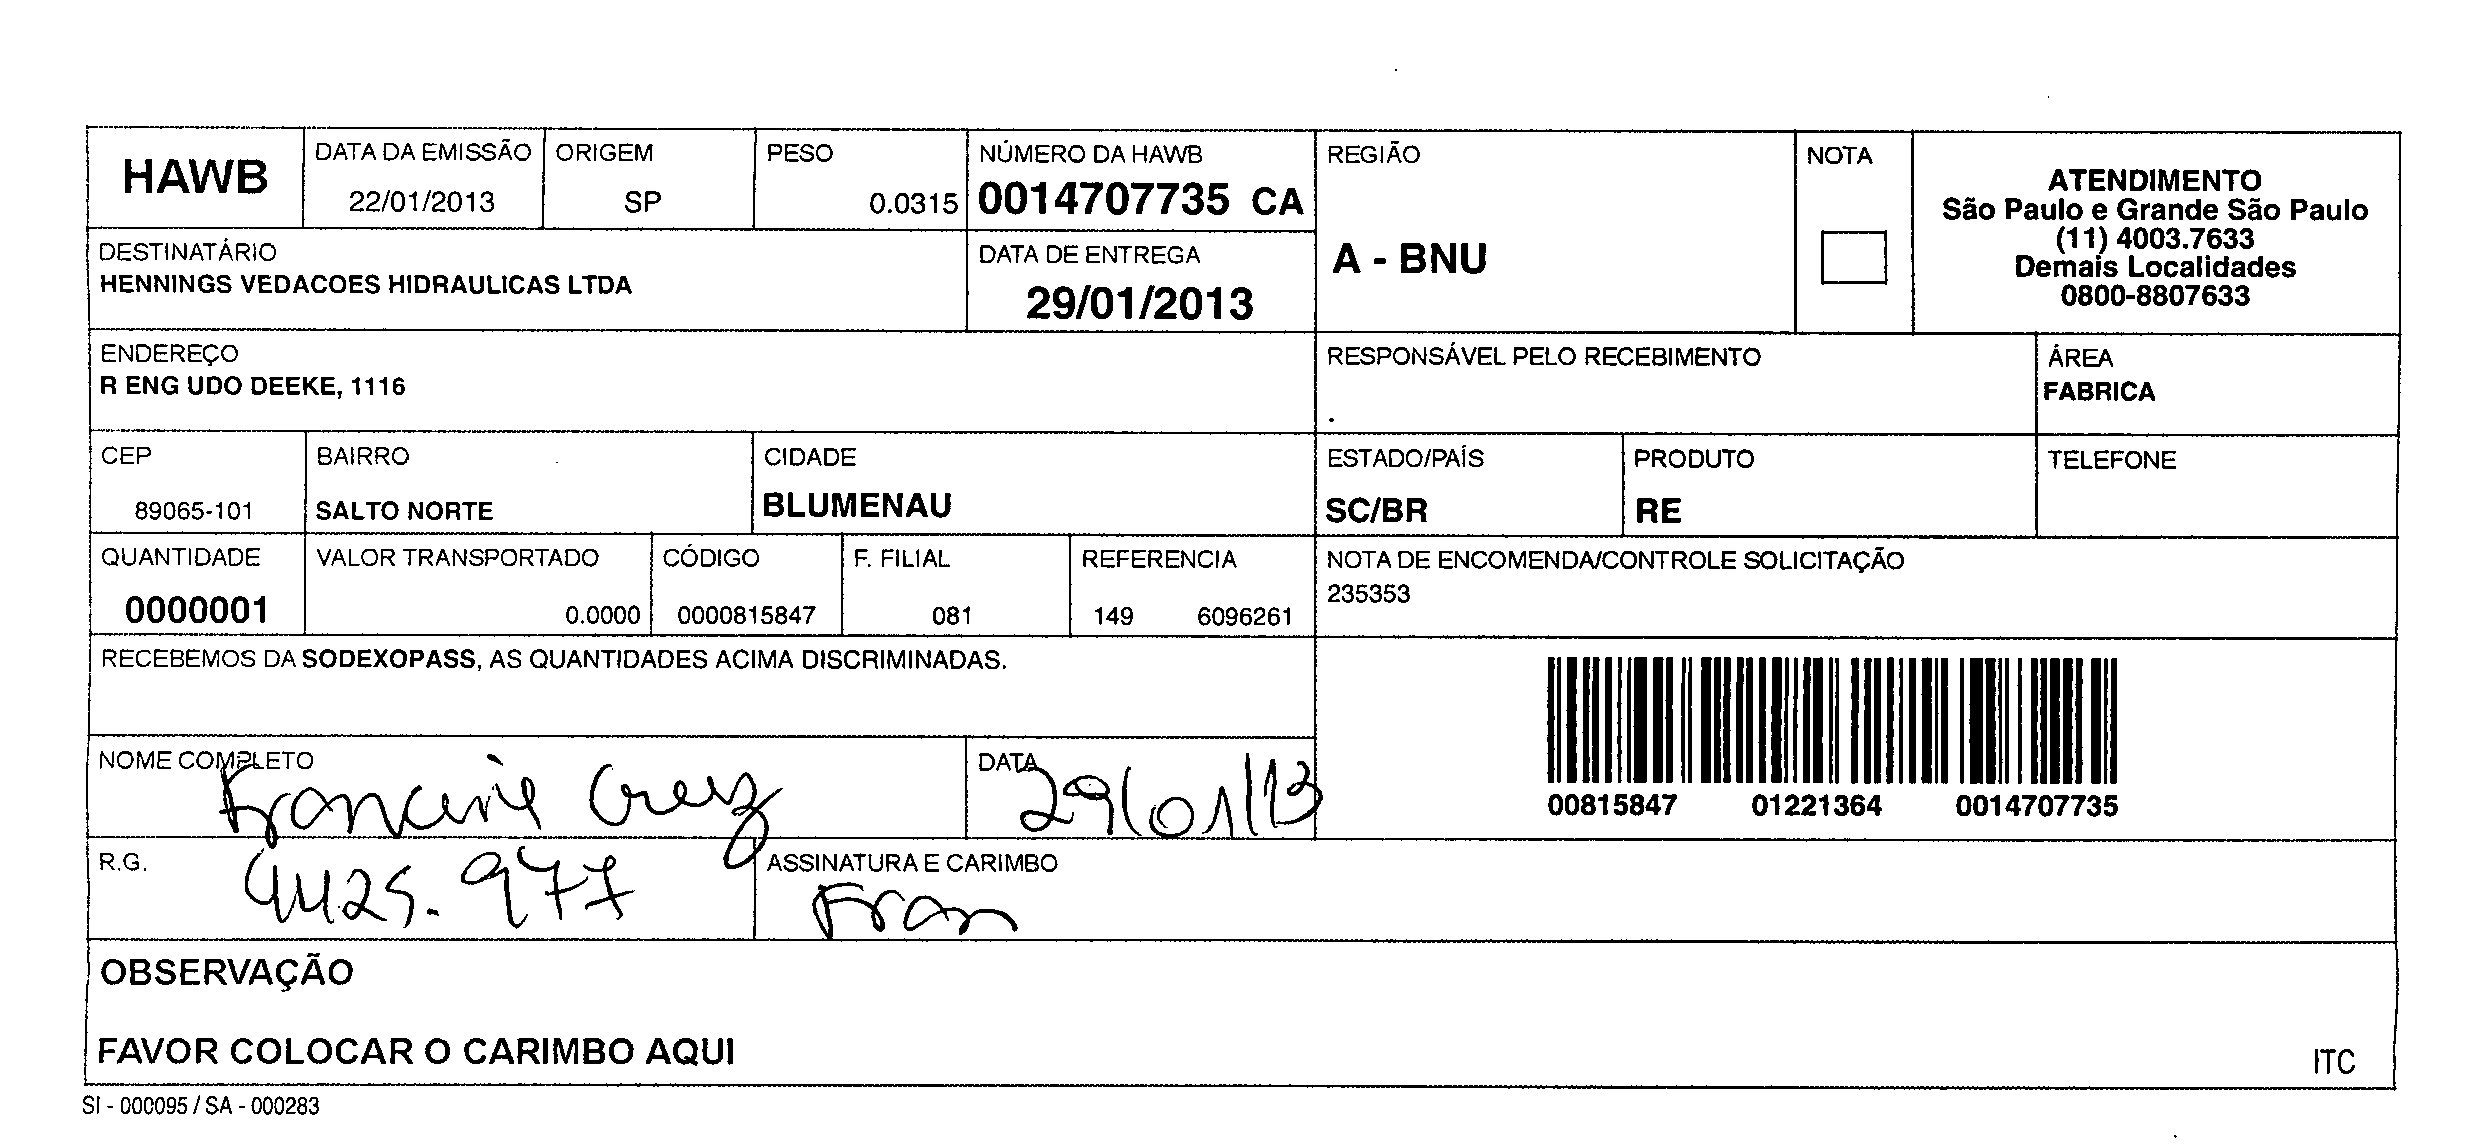 HAWB
DATA DA EMISSÃO
22/01/2013
ORIGEM
SP
PESO
0.0315
NÚMERO DA HAWB
0014707735 CA
REGIÃO
A - BNU
NOTA
ATENDIMENTO
São Paulo e Grande São Paulo
(11) 4003.7633
Demais Localidades
0800-8807633
DESTINATÁRIO
HENNINGS VEDACOES HIDRAULICAS LTDA
DATA DE ENTREGA
29/01/2013
ENDEREÇO
R ENG UDO DEEKE, 1116
RESPONSÁVEL PELO RECEBIMENTO
.
ÁREA
FABRICA
CEP
89065-101
BAIRRO
SALTO NORTE
CIDADE
BLUMENAU
ESTADO/PAÍS
SC/BR
PRODUTO
RE
TELEFONE
QUANTIDADE
0000001
VALOR TRANSPORTADO
0.0000
CÓDIGO
0000815847
F. FILIAL
081
REFERENCIA
149 6096261
NOTA DE ENCOMENDA/CONTROLE SOLICITAÇÃO
235353
RECEBEMOS DA SODEXOPASS, AS QUANTIDADES ACIMA DISCRIMINADAS.
00815847 01221364 0014707735
NOME COMPLETO
DATA
29/01/13
R.G.
4425.977
ASSINATURA E CARIMBO
Fran
OBSERVAÇÃO
FAVOR COLOCAR O CARIMBO AQUI
ITC
SI - 000095 / SA - 000283